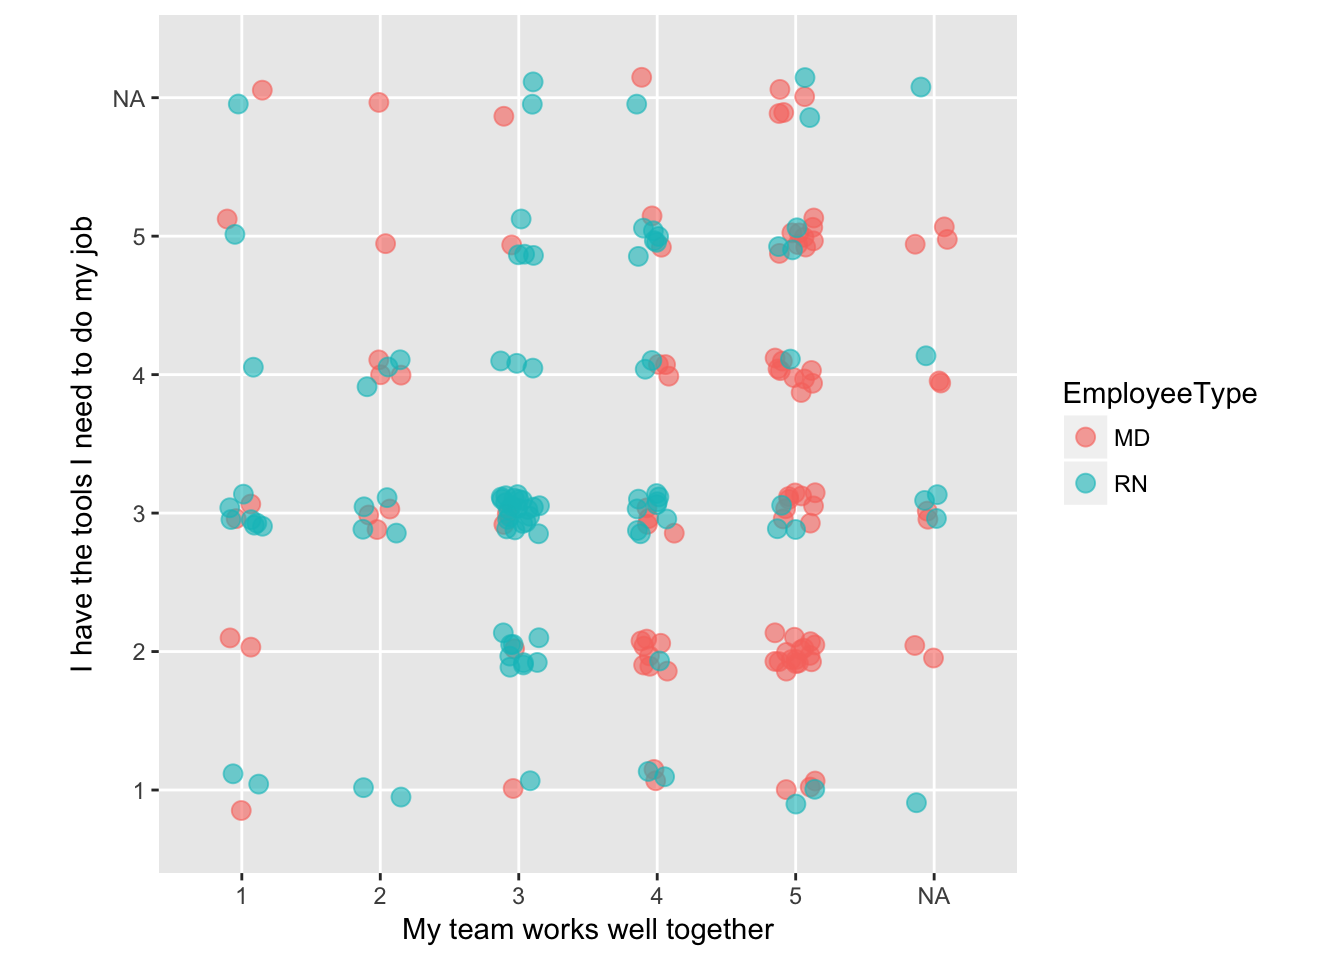 NA
5
4
3
2
1
I have the tools I need to do my job
1 2 3 4 5 NA
My team works well together
EmployeeType
MD
RN